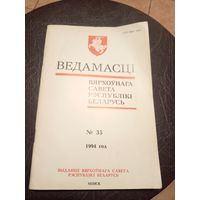 ВЕДАМАСЦІ
ВЯРХОЎНАГА
САВЕТА
РЭСПУБЛІКІ
БЕЛАРУСЬ
№ 35
1994 год
ВЫДАННЕ ВЯРХОЎНАГА САВЕТА
РЭСПУБЛІКІ БЕЛАРУСЬ
МІНСК